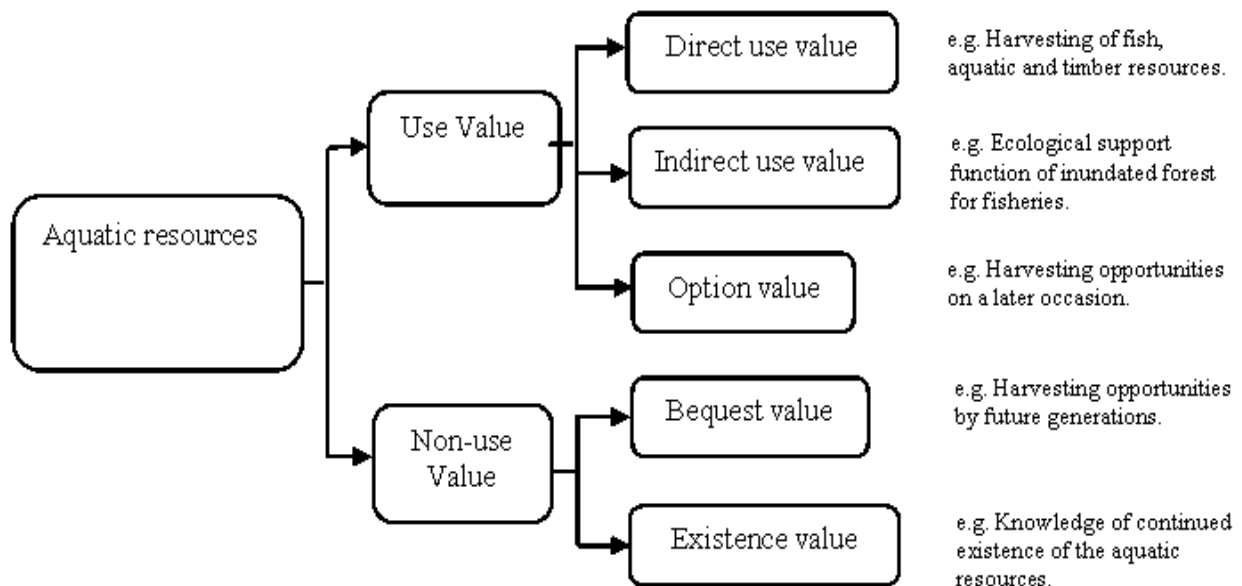 Aquatic resources
Use Value
Non-use
Value
Direct use value
e.g. Harvesting of fish,
aquatic and timber resources.
Indirect use value
e.g. Ecological support
function of inundated forest
for fisheries.
Option value
e.g. Harvesting opportunities
on a later occasion.
Bequest value
e.g. Harvesting opportunities
by future generations.
Existence value
e.g. Knowledge of continued
existence of the aquatic
resources.